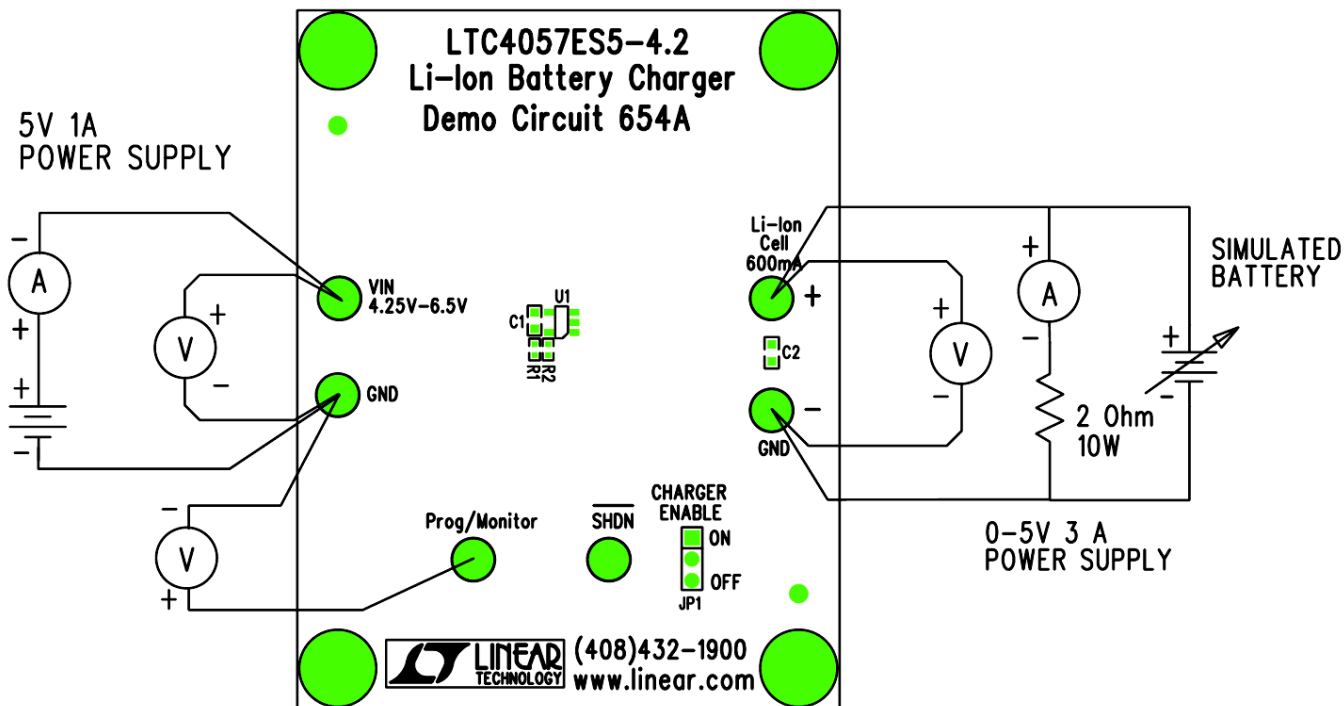 LTC4057ES5-4.2
Li-Ion Battery Charger
Demo Circuit 654A
5V 1A
POWER SUPPLY
-
A
+
+
-
+
V
-
VIN
4.25V-6.5V
GND
-
V
+
C1
U1
R1
R2
Li-Ion
Cell
600mA
+
C2
-
GND
+
V
-
+
A
-
2 Ohm
10W
+
-
SIMULATED
BATTERY
0-5V 3 A
POWER SUPPLY
Prog/Monitor
SHDN
CHARGER
ENABLE
ON
OFF
JP1
LINEAR
TECHNOLOGY
(408)432-1900
www.linear.com